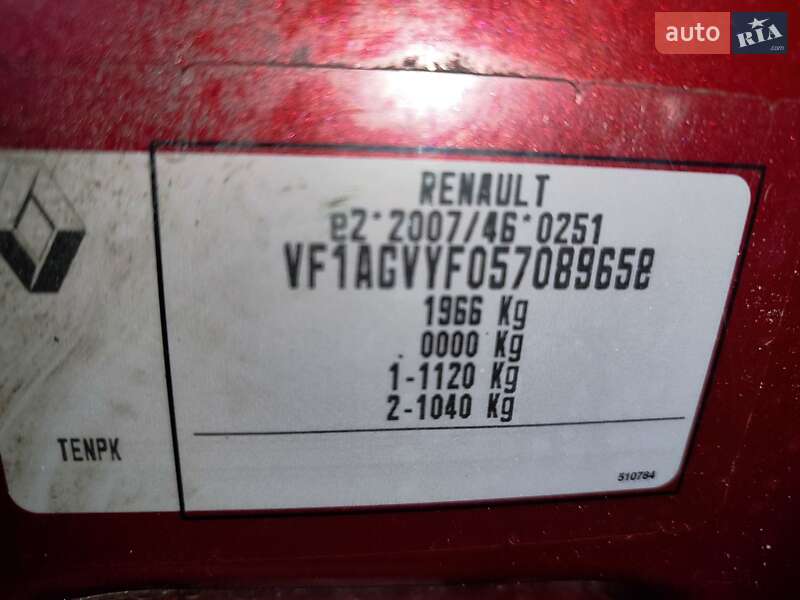 auto RIA.com
RENAULT
e2*2007/46*0251
VF1AGVYF057089658
1966 Kg
0000 Kg
1-1120 Kg
2-1040 Kg
TENPK
510784